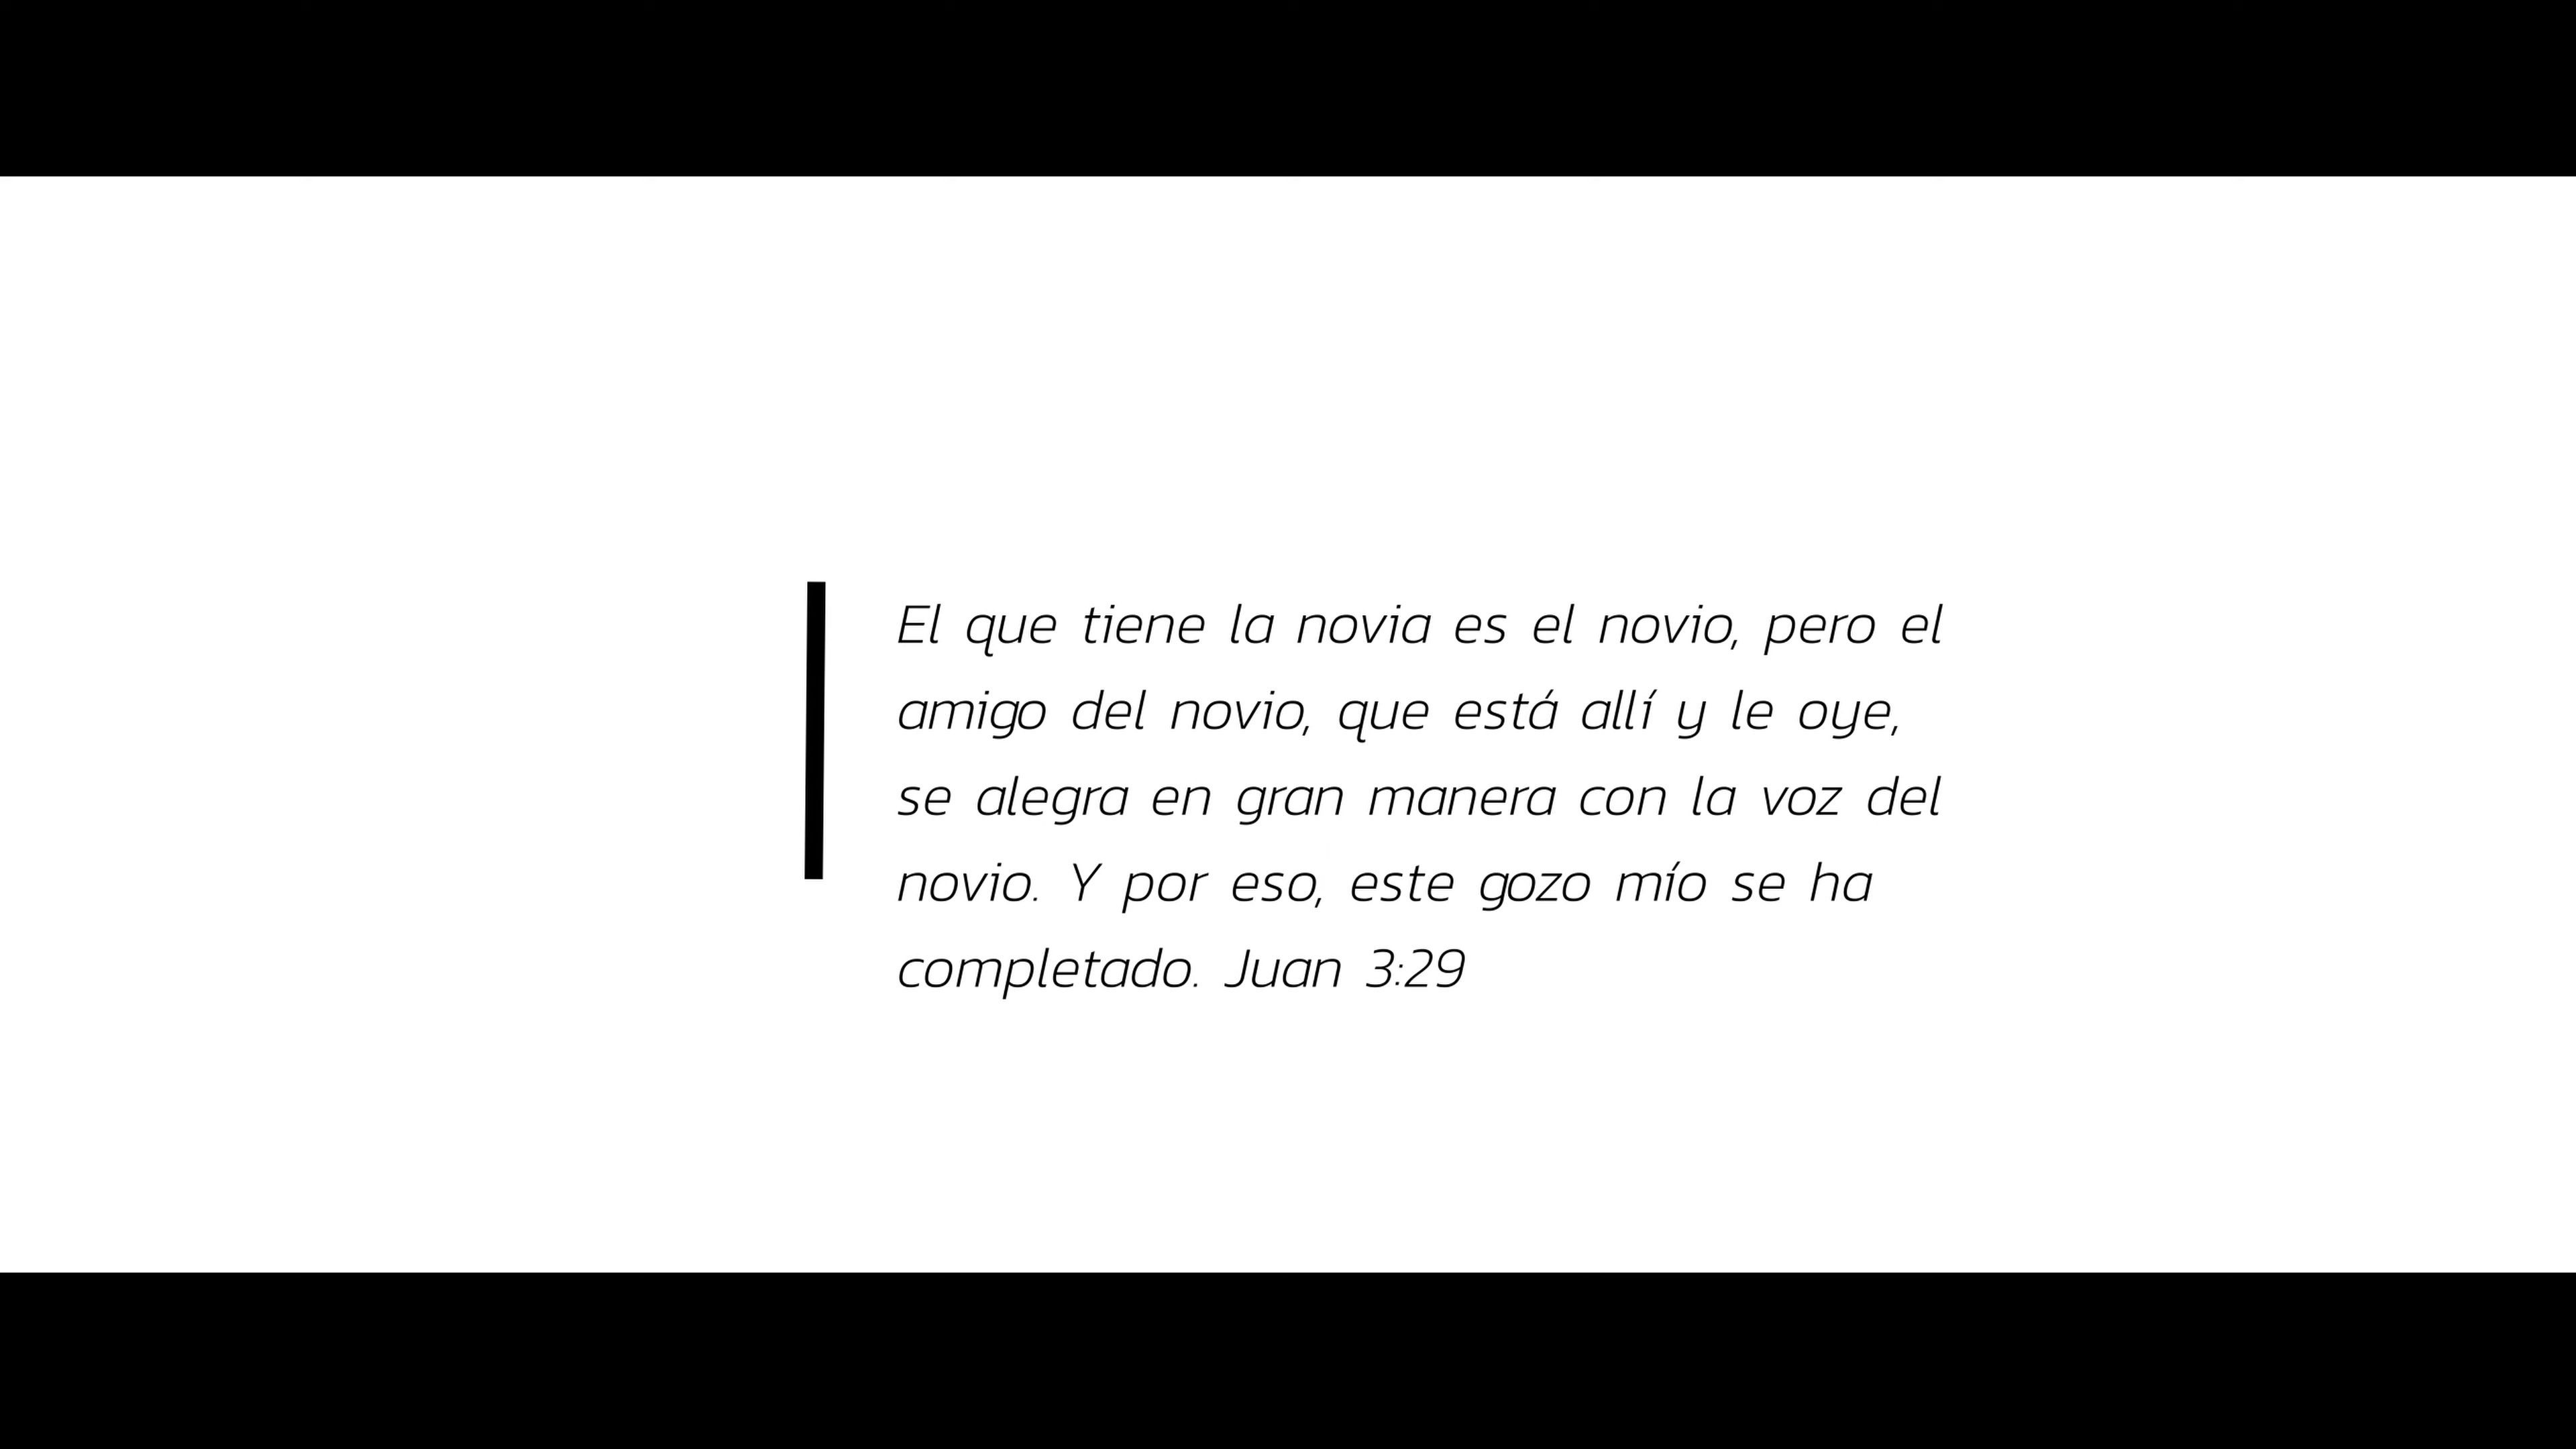 El que tiene la novia es el novio, pero el
amigo del novio, que está allí y le oye,
se alegra en gran manera con la voz del
novio. Y por eso, este gozo mío se ha
completado. Juan 3:29